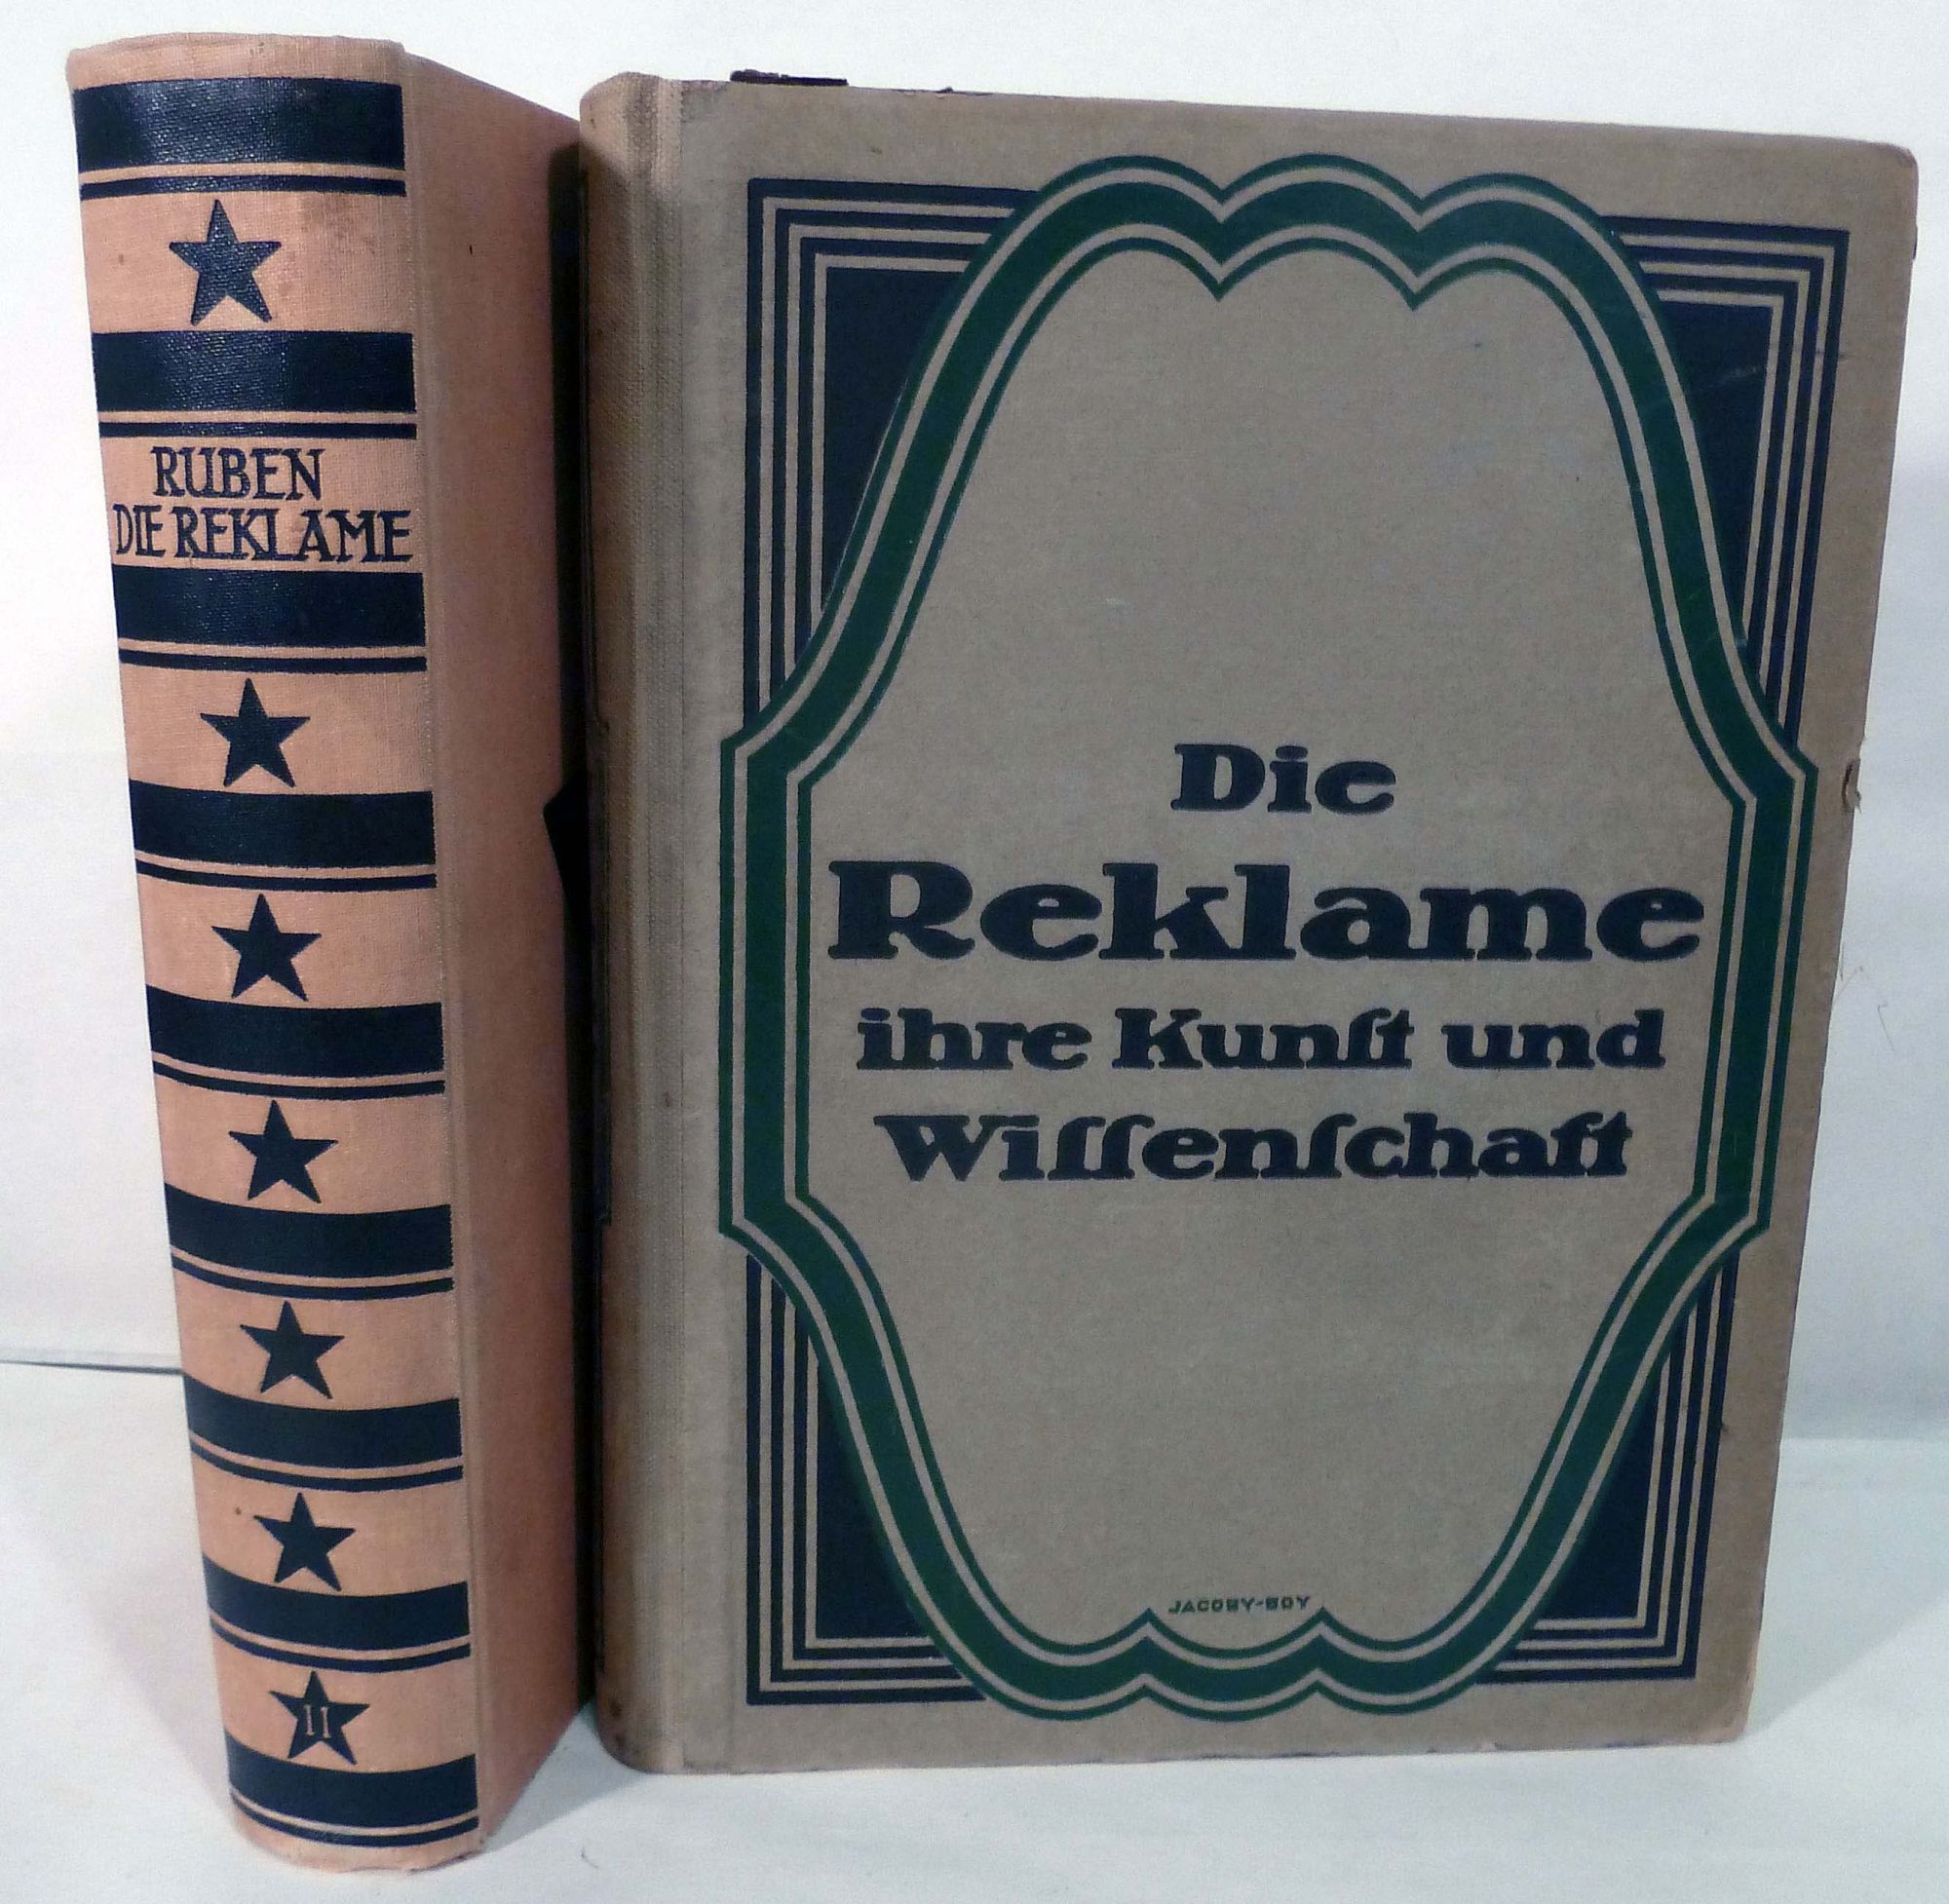 RUBEN
DIE REKLAME
II
Die
Reklame
ihre Kunſt und
Wiſſenſchaft
JACOBY-BOY